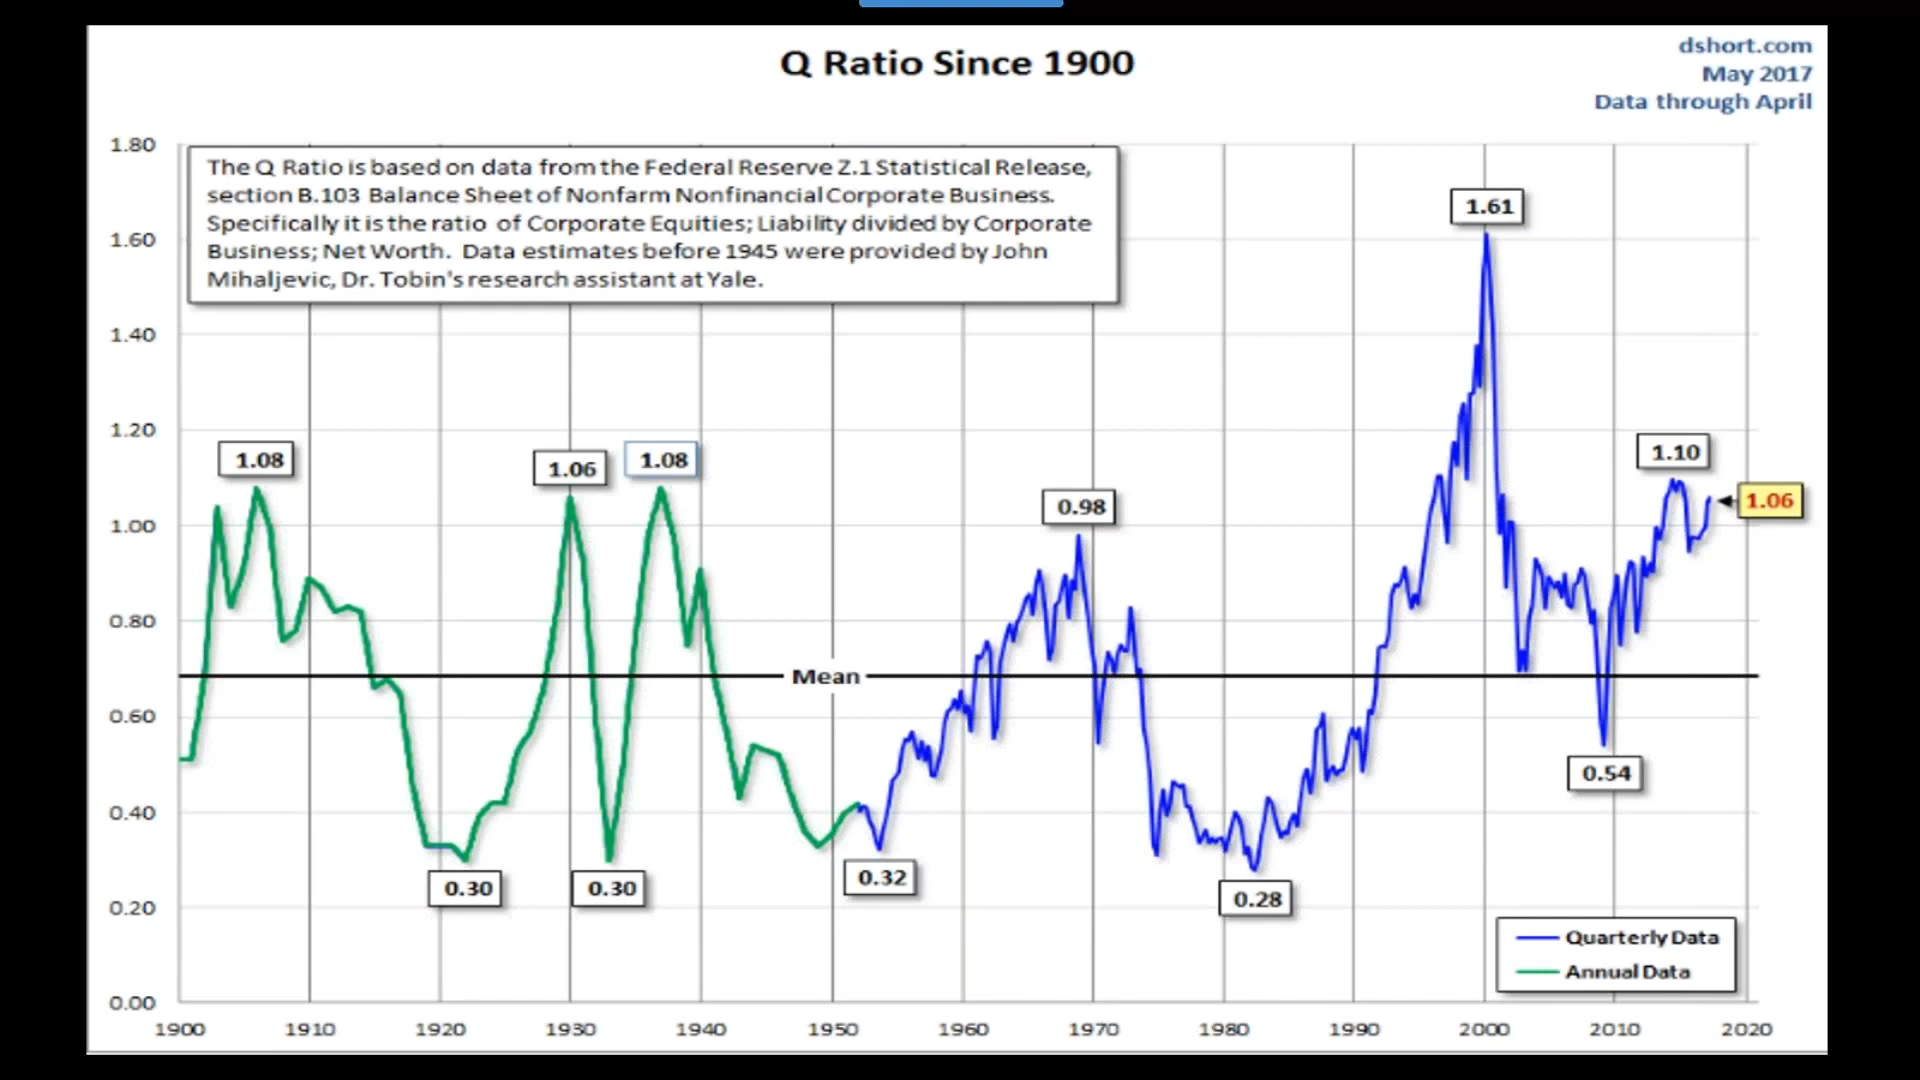 Q Ratio Since 1900
dshort.com
May 2017
Data through April
The Q Ratio is based on data from the Federal Reserve Z.1 Statistical Release,
section B.103 Balance Sheet of Nonfarm Nonfinancial Corporate Business.
Specifically it is the ratio of Corporate Equities; Liability divided by Corporate
Business; Net Worth. Data estimates before 1945 were provided by John
Mihaljevic, Dr. Tobin's research assistant at Yale.
1.80
1.60
1.40
1.20
1.00
0.80
0.60
0.40
0.20
0.00
1.08
1.06
1.08
0.98
1.61
1.10
1.06
Mean
0.30
0.30
0.32
0.28
0.54
Quarterly Data
Annual Data
1900 1910 1920 1930 1940 1950 1960 1970 1980 1990 2000 2010 2020